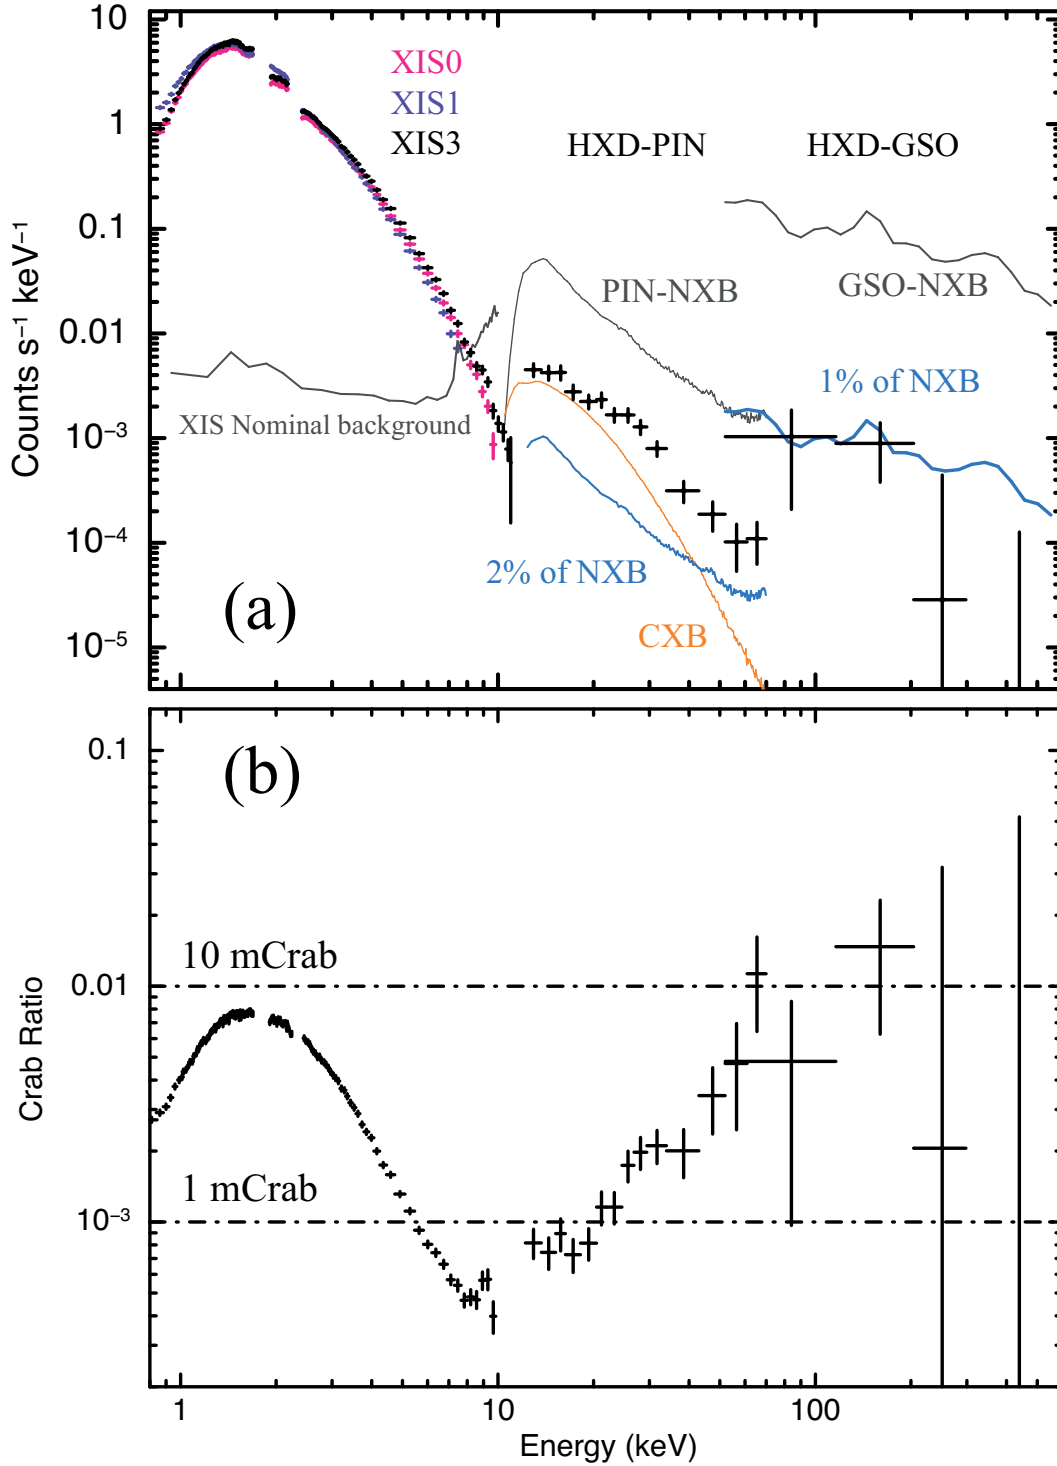 10
1
0.1
0.01
10⁻³
10⁻⁴
10⁻⁵
Counts s⁻¹ keV⁻¹
XIS0
XIS1
XIS3
HXD-PIN
HXD-GSO
PIN-NXB
GSO-NXB
1% of NXB
XIS Nominal background
2% of NXB
CXB
(a)
(b)
0.1
0.01
10⁻³
Crab Ratio
10 mCrab
1 mCrab
1
10
100
Energy (keV)